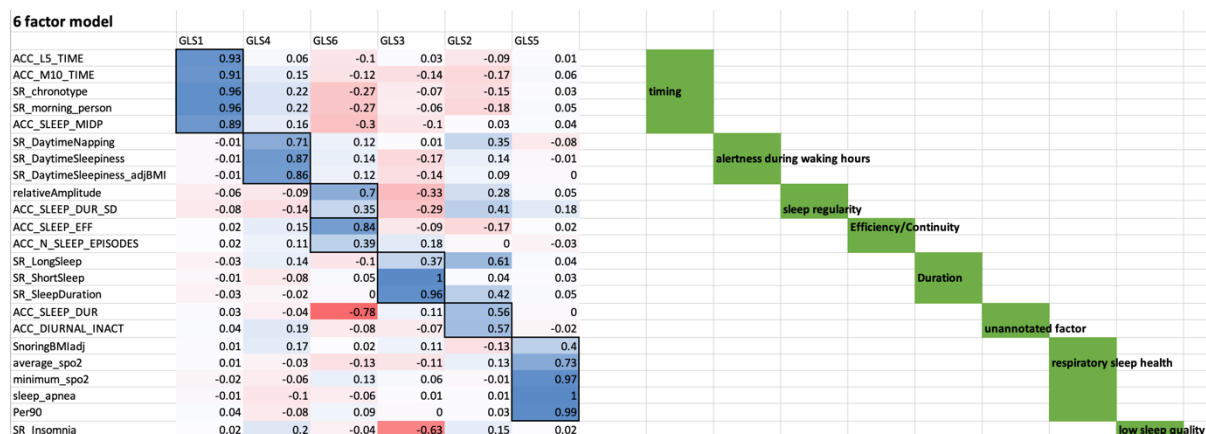 6 factor model
GLS1 GLS4 GLS6 GLS3 GLS2 GLS5
ACC_L5_TIME 0.93 0.06 -0.1 0.03 -0.09 0.01
ACC_M10_TIME 0.91 0.15 -0.12 -0.14 -0.17 0.06
SR_chronotype 0.96 0.22 -0.27 -0.07 -0.15 0.03 timing
SR_morning_person 0.96 0.22 -0.27 -0.06 -0.18 0.05
ACC_SLEEP_MIDP 0.89 0.16 -0.3 -0.1 0.03 0.04
SR_DaytimeNapping -0.01 0.71 0.12 0.01 0.35 -0.08
SR_DaytimeSleepiness -0.01 0.87 0.14 -0.17 0.14 -0.01 alertness during waking hours
SR_DaytimeSleepiness_adjBMI -0.01 0.86 0.12 -0.14 0.09 0
relativeAmplitude -0.06 -0.09 0.7 -0.33 0.28 0.05
ACC_SLEEP_DUR_SD -0.08 -0.14 0.35 -0.29 0.41 0.18 sleep regularity
ACC_SLEEP_EFF 0.02 0.15 0.84 -0.09 -0.17 0.02 Efficiency/Continuity
ACC_N_SLEEP_EPISODES 0.02 0.11 0.39 0.18 0 -0.03
SR_LongSleep -0.03 0.14 -0.1 0.37 0.61 0.04
SR_ShortSleep -0.01 -0.08 0.05 1 0.04 0.03 Duration
SR_SleepDuration -0.03 -0.02 0 0.96 0.42 0.05
ACC_SLEEP_DUR 0.03 -0.04 -0.78 0.11 0.56 0
ACC_DIURNAL_INACT 0.04 0.19 -0.08 -0.07 0.57 -0.02 unannotated factor
SnoringBMIadj 0.01 0.17 0.02 0.11 -0.13 0.4
average_spo2 0.01 -0.03 -0.13 -0.11 0.13 0.73 respiratory sleep health
minimum_spo2 -0.02 -0.06 0.13 0.06 -0.01 0.97
sleep_apnea -0.01 -0.1 -0.06 0.01 0.01 1
Per90 0.04 -0.08 0.09 0 0.03 0.99
SR_Insomnia 0.02 0.2 -0.04 -0.63 0.15 0.02 low sleep quality